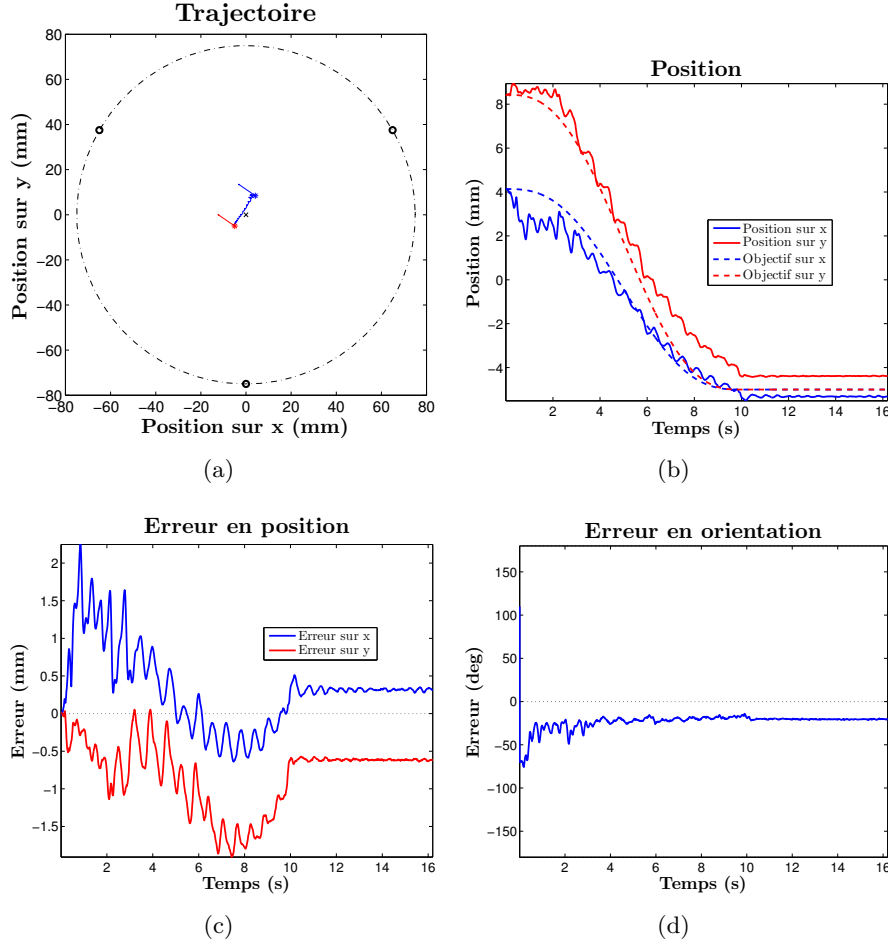 Trajectoire
80
60
40
20
0
−20
−40
−60
−80
−80 −60 −40 −20 0 20 40 60 80
Position sur y (mm)
Position sur x (mm)
(a)
Position
8
6
4
2
0
−2
−4
2 4 6 8 10 12 14 16
Position (mm)
Temps (s)
Position sur x
Position sur y
Objectif sur x
Objectif sur y
(b)
Erreur en position
2
1.5
1
0.5
0
−0.5
−1
−1.5
2 4 6 8 10 12 14 16
Erreur (mm)
Temps (s)
Erreur sur x
Erreur sur y
(c)
Erreur en orientation
150
100
50
0
−50
−100
−150
2 4 6 8 10 12 14 16
Erreur (deg)
Temps (s)
(d)